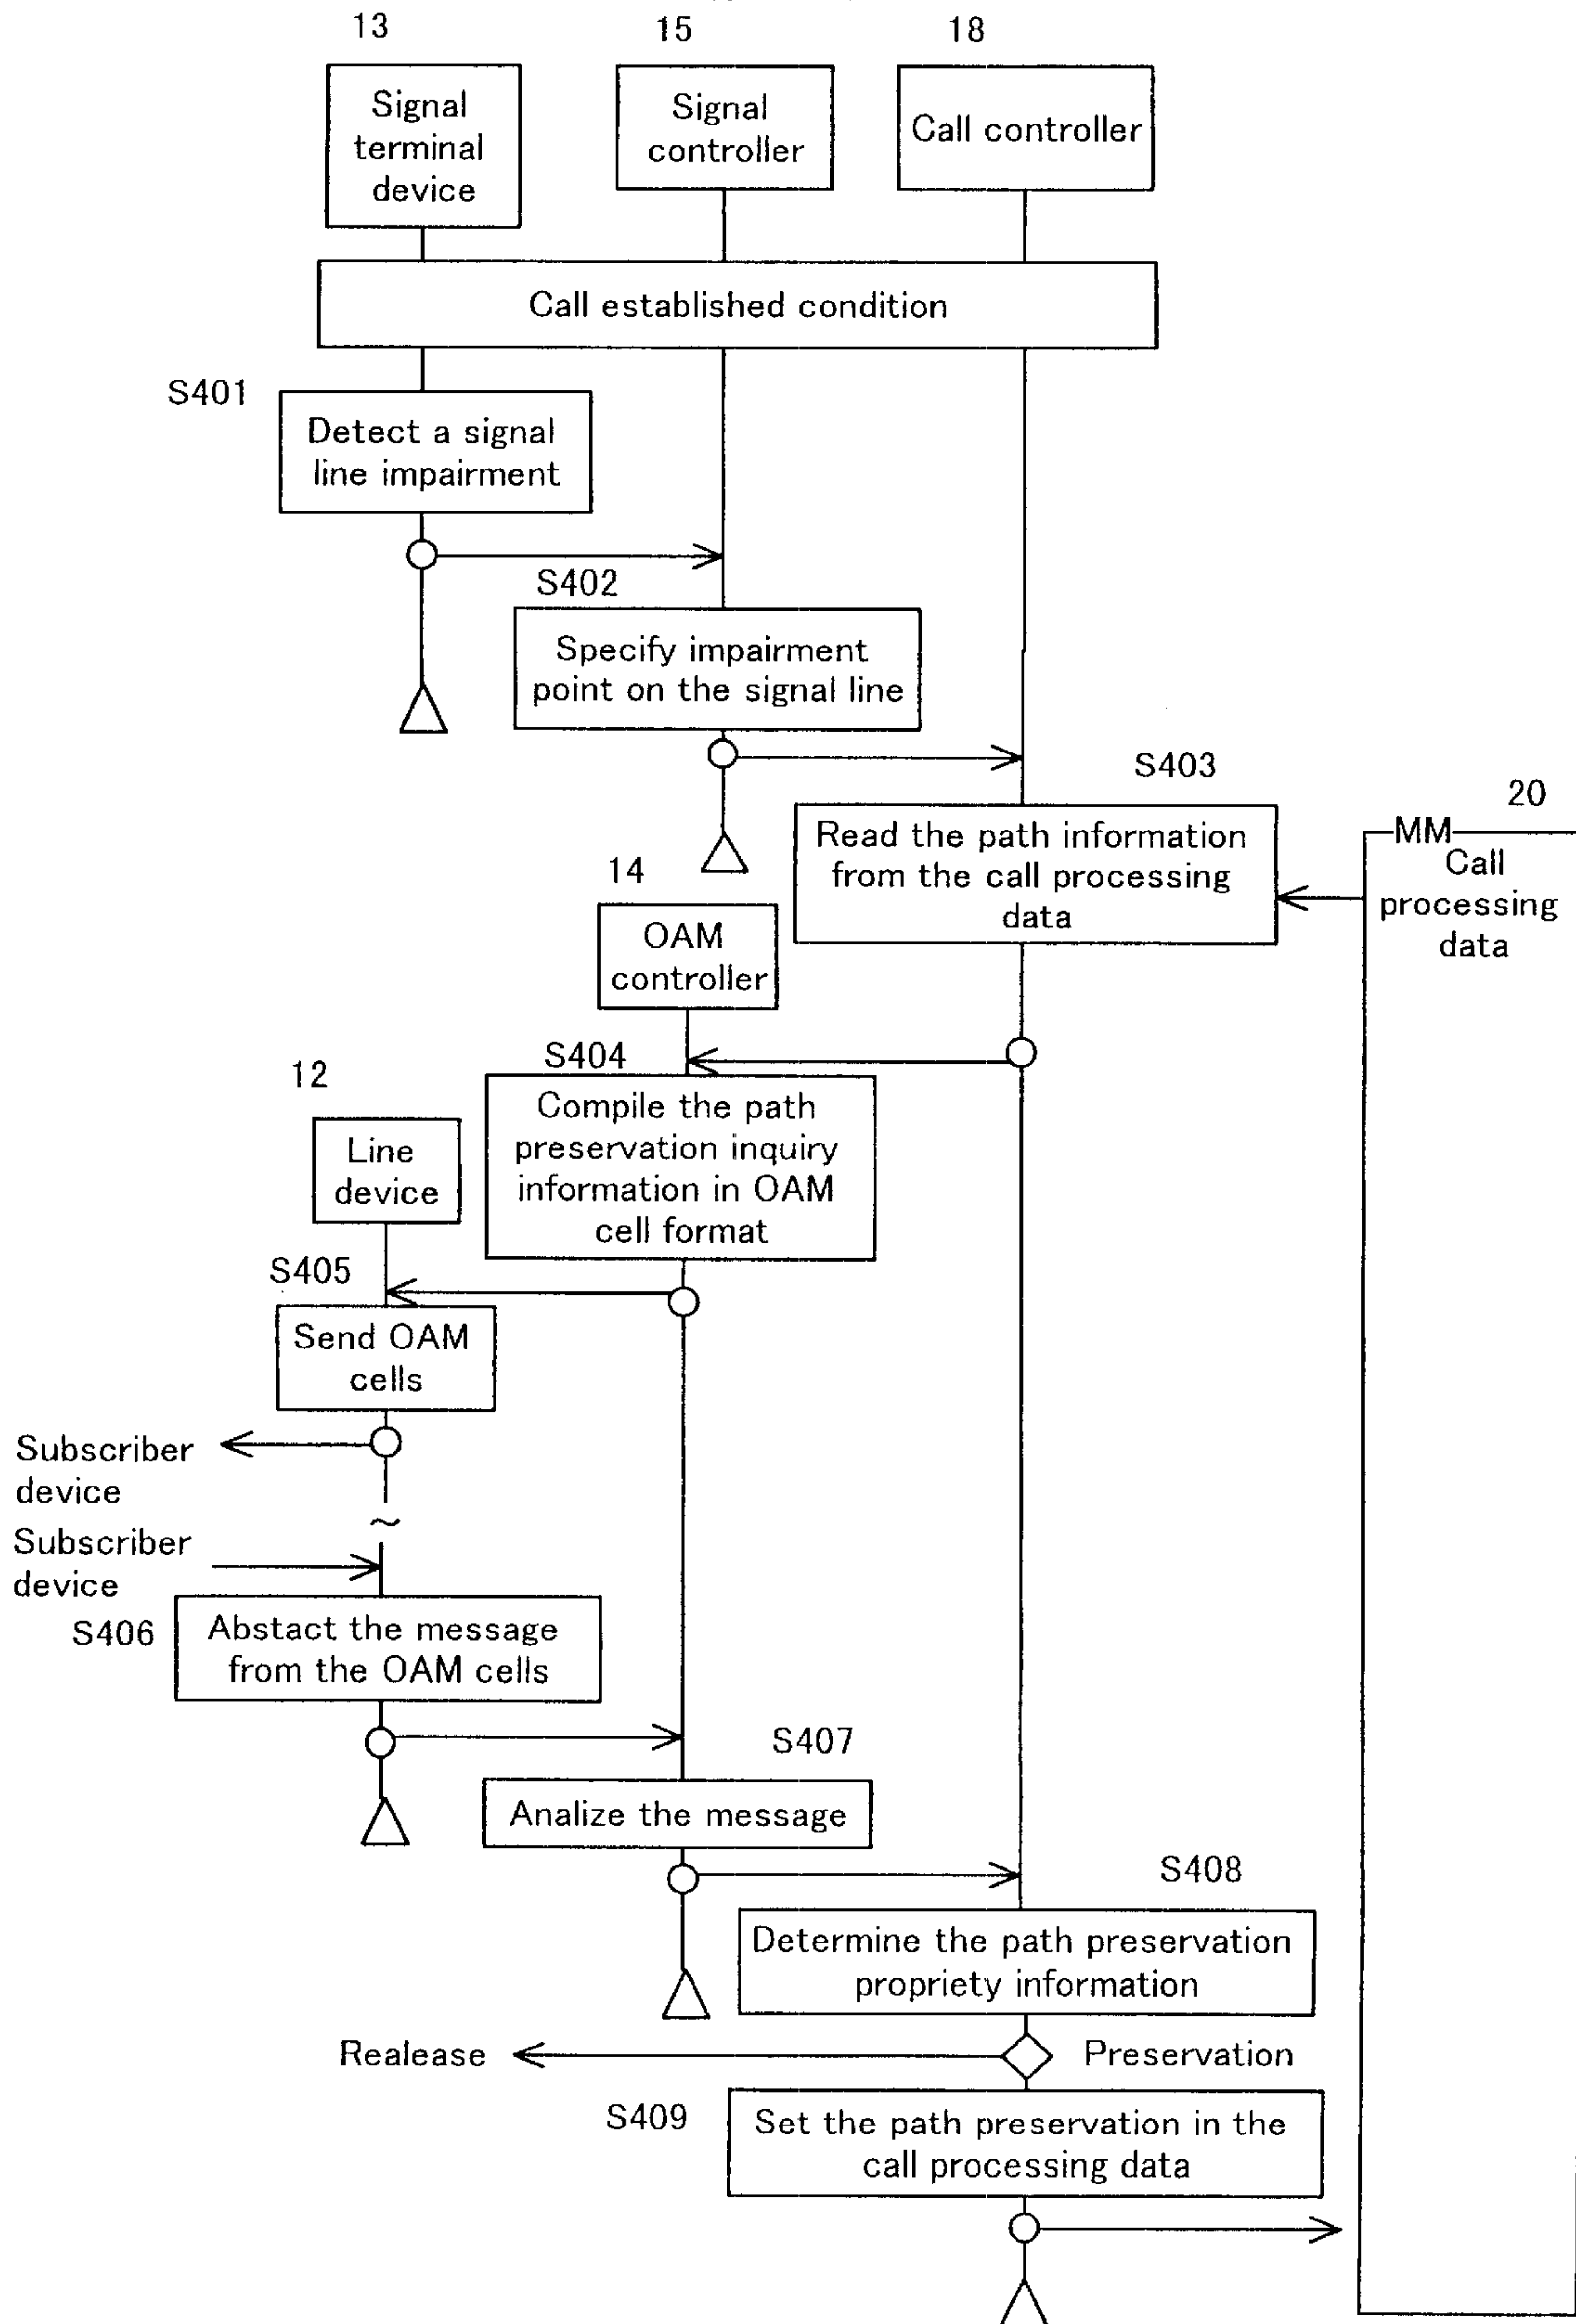 13
15
18
Signal
terminal
device
Signal
controller
Call controller
Call established condition
S401
Detect a signal
line impairment
S402
Specify impairment
point on the signal line
S403
Read the path information
from the call processing
data
20
MM
Call
processing
data
14
OAM
controller
S404
Compile the path
preservation inquiry
information in OAM
cell format
12
Line
device
S405
Send OAM
cells
Subscriber
device
~
Subscriber
device
S406
Abstact the message
from the OAM cells
S407
Analize the message
S408
Determine the path preservation
propriety information
Realease
Preservation
S409
Set the path preservation in the
call processing data